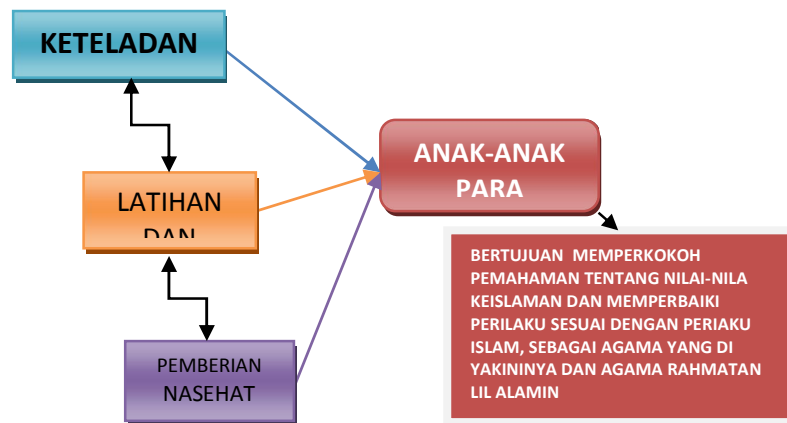 KETELADAN
LATIHAN
DAN
PEMBERIAN
NASEHAT
ANAK-ANAK
PARA
BERTUJUAN MEMPERKOKOH
PEMAHAMAN TENTANG NILAI-NILA
KEISLAMAN DAN MEMPERBAIKI
PERILAKU SESUAI DENGAN PERIAKU
ISLAM, SEBAGAI AGAMA YANG DI
YAKININYA DAN AGAMA RAHMATAN
LIL ALAMIN